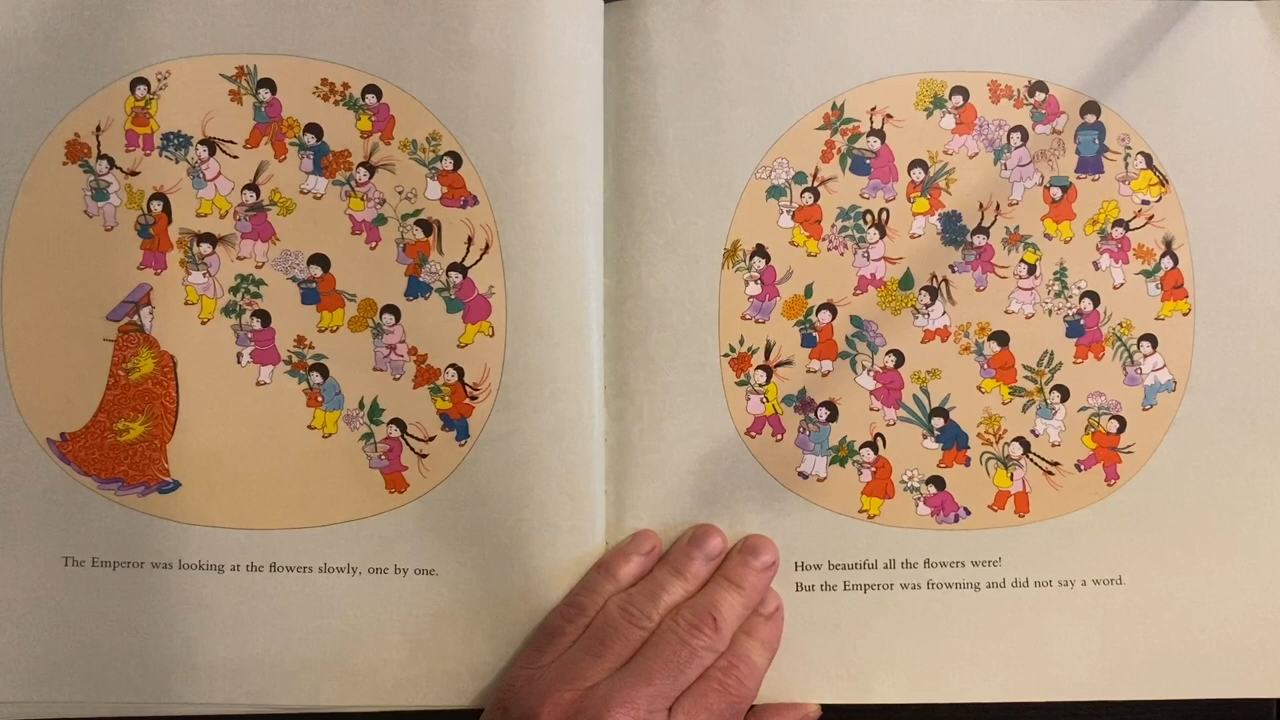 The Emperor was looking at the flowers slowly, one by one.
How beautiful all the flowers were!
But the Emperor was frowning and did not say a word.